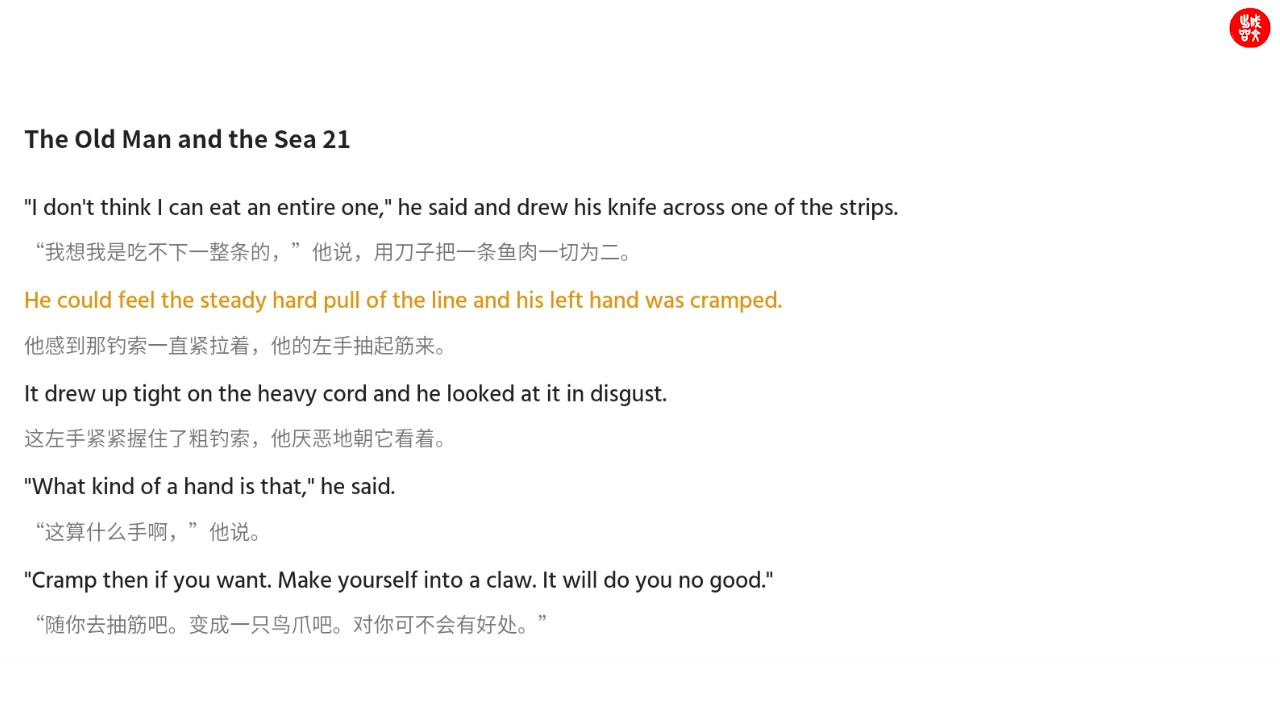 The Old Man and the Sea 21
"I don't think I can eat an entire one," he said and drew his knife across one of the strips.
“我想我是吃不下一整条的，”他说，用刀子把一条鱼肉一切为二。
He could feel the steady hard pull of the line and his left hand was cramped.
他感到那钓索一直紧拉着，他的左手抽起筋来。
It drew up tight on the heavy cord and he looked at it in disgust.
这左手紧紧握住了粗钓索，他厌恶地朝它看着。
"What kind of a hand is that," he said.
“这算什么手啊，”他说。
"Cramp then if you want. Make yourself into a claw. It will do you no good."
“随你去抽筋吧。变成一只鸟爪吧。对你可不会有好处。”